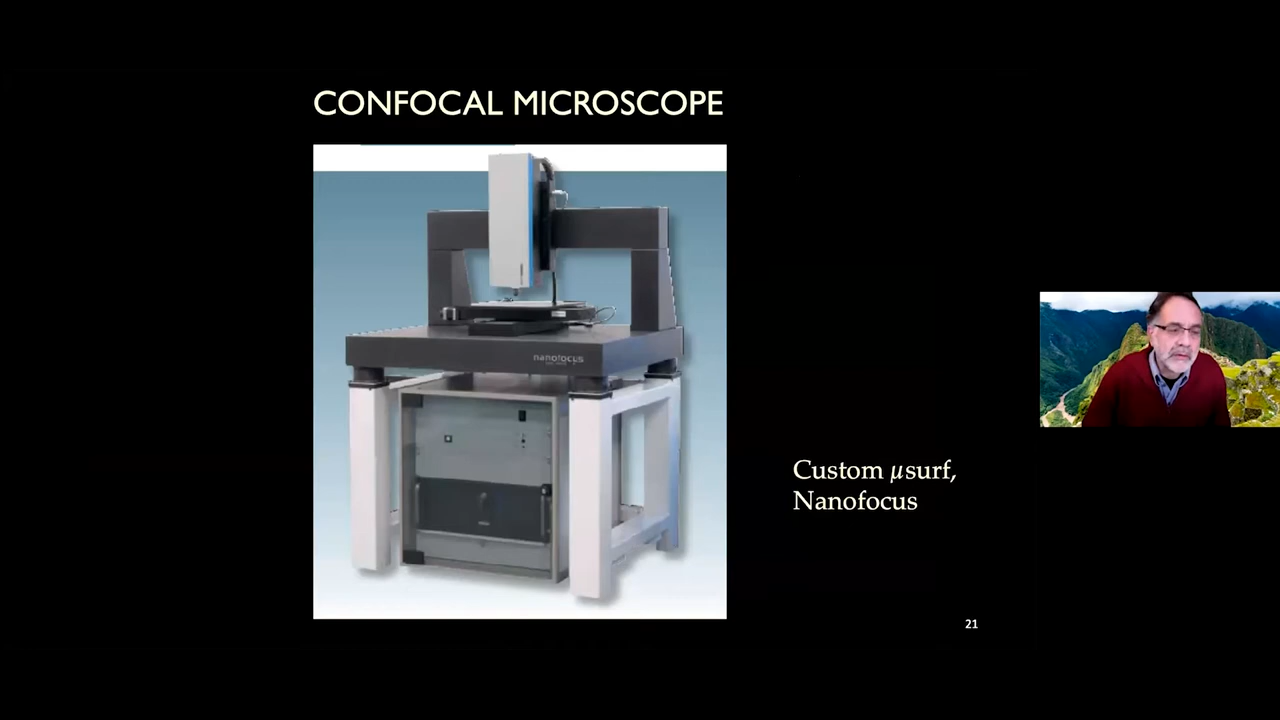 CONFOCAL MICROSCOPE
nanofocus
Custom μsurf,
Nanofocus
21